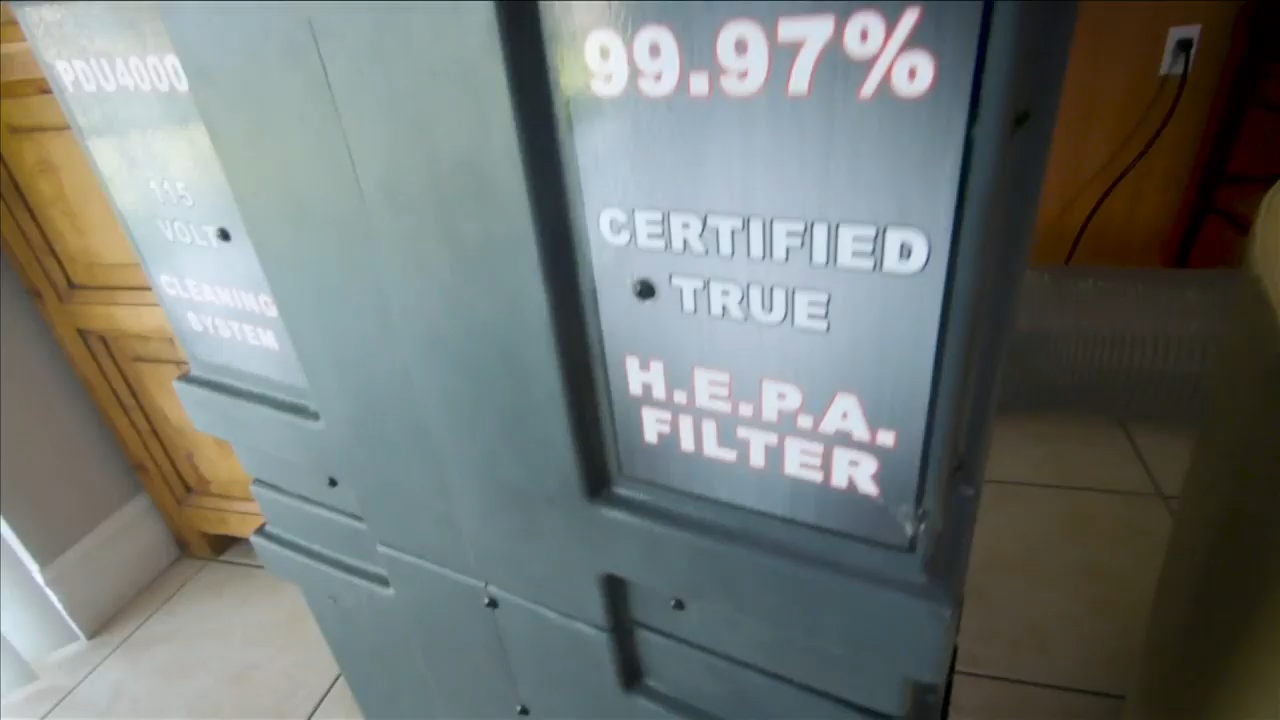 PDU4000
115
VOLT
CLEANING
SYSTEM
99.97%
CERTIFIED
TRUE
H.E.P.A.
FILTER